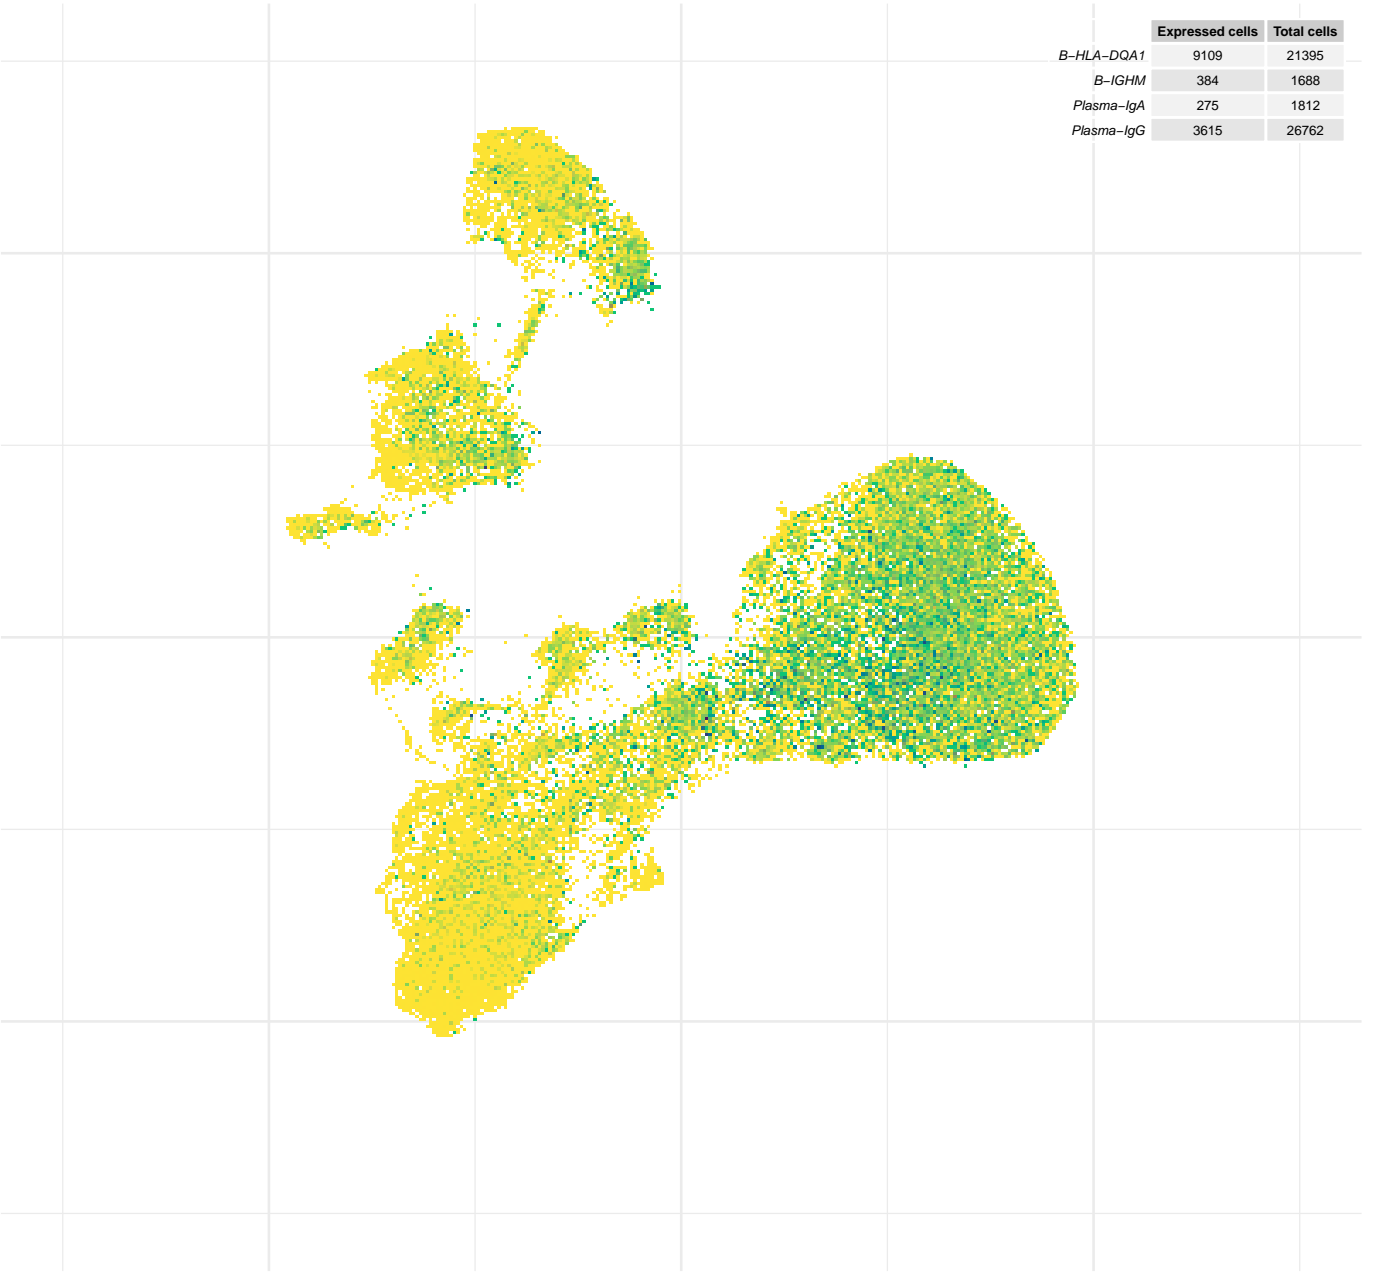 Expressed cells Total cells
B-HLA-DQA1 9109 21395
B-IGHM 384 1688
Plasma-IgA 275 1812
Plasma-IgG 3615 26762